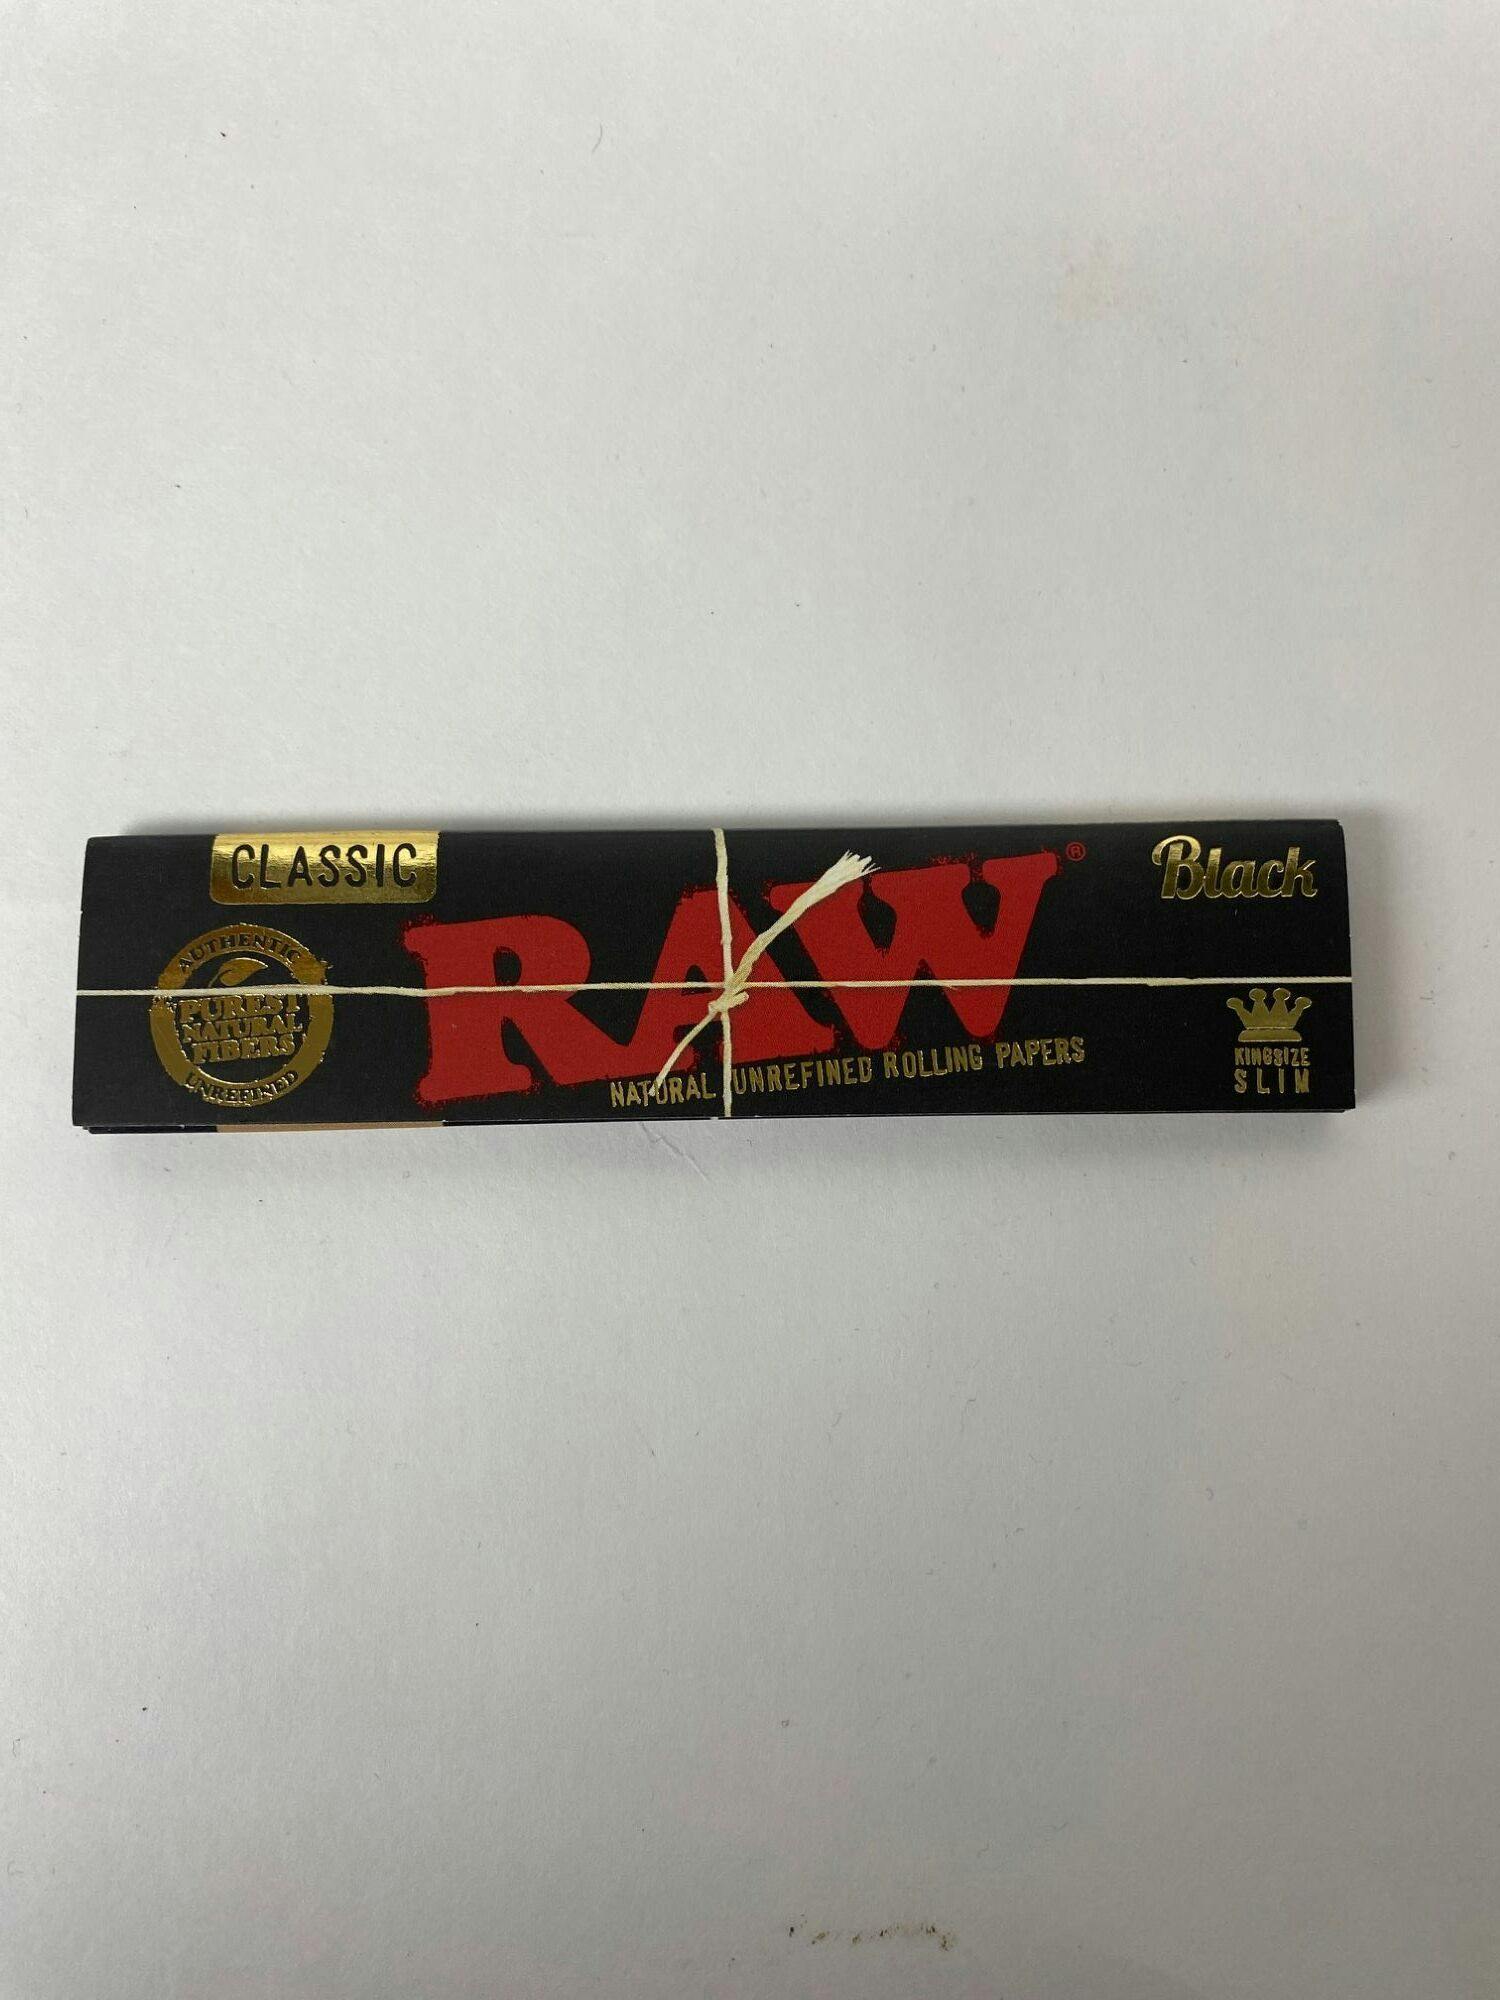 CLASSIC
Black
RAW®
AUTHENTIC
PUREST
NATURAL
FIBERS
UNREFINED
NATURAL UNREFINED ROLLING PAPERS
KINGSIZE
SLIM